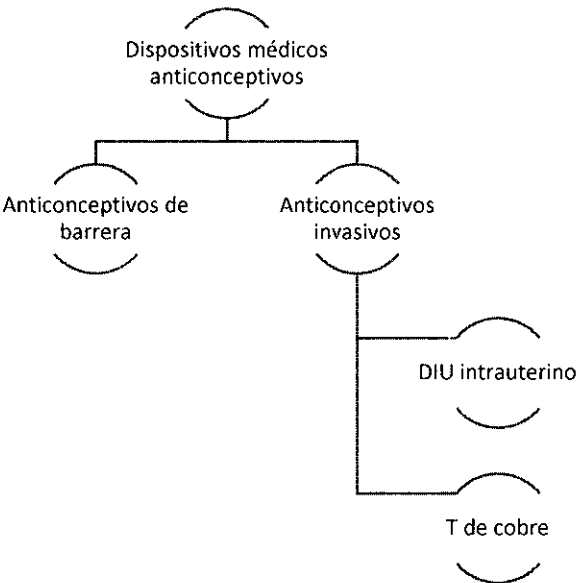 Dispositivos médicos
anticonceptivos
Anticonceptivos de
barrera
Anticonceptivos
invasivos
DIU intrauterino
T de cobre